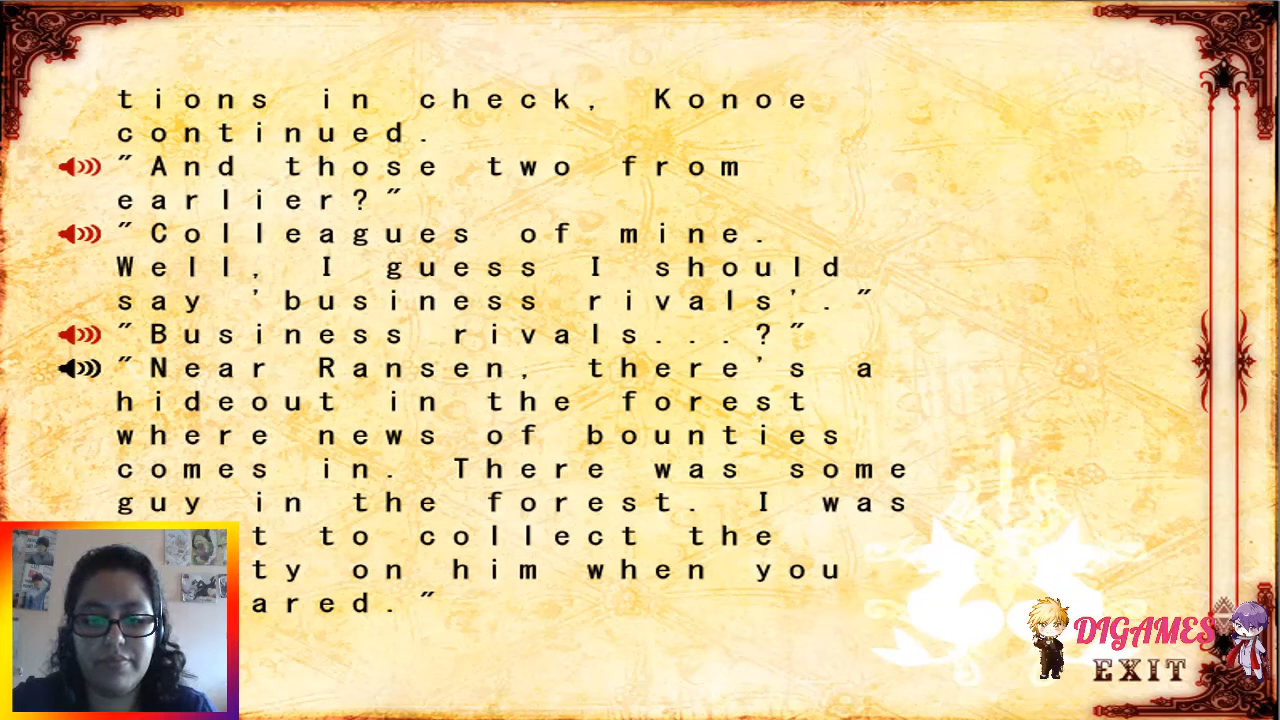 tions in check, Konoe
continued.
"And those two from
earlier?"
"Colleagues of mine.
Well, I guess I should
say 'business rivals'."
"Business rivals...?"
"Near Ransen, there's a
hideout in the forest
where news of bounties
comes in. There was some
guy in the forest. I was
t to collect the
ty on him when you
ared."
DIGAMES
EXIT